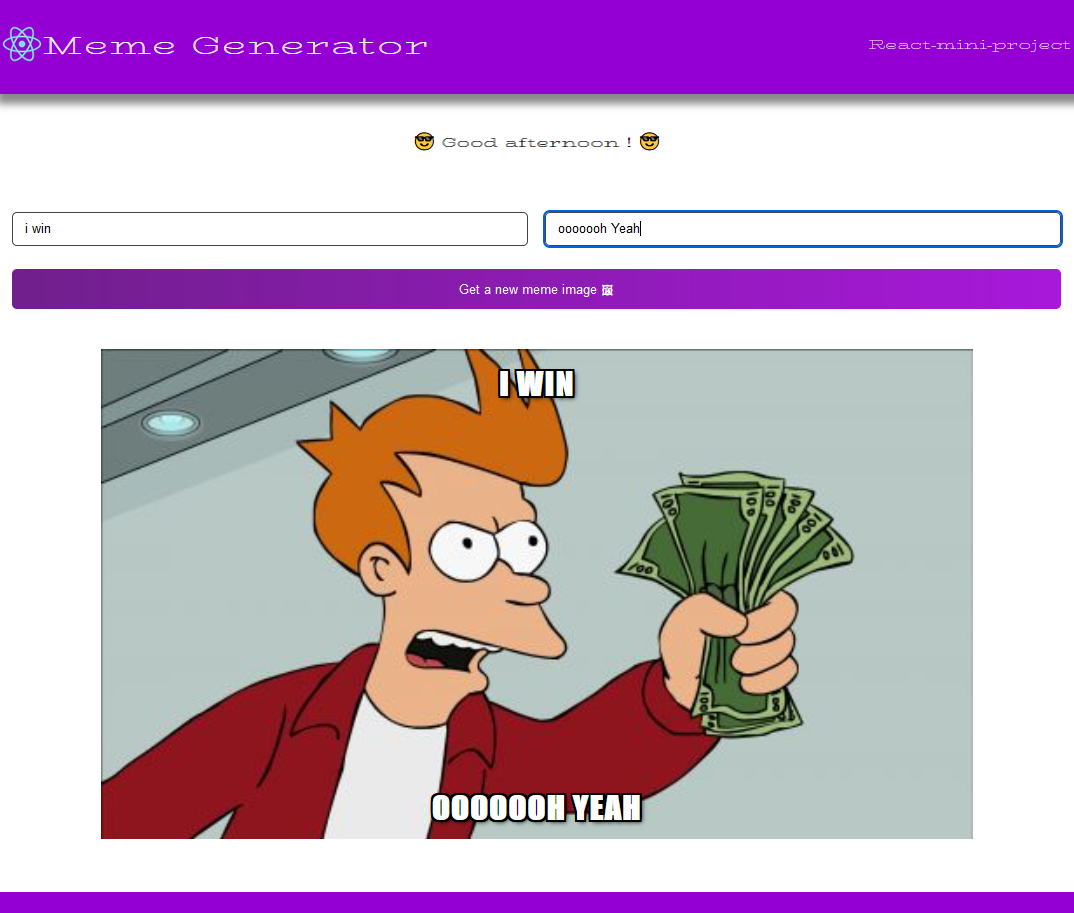 Meme Generator
React-mini-project
😎 Good afternoon ! 😎
i win
ooooooh Yeah
Get a new meme image 🖼
I WIN
OOOOOOH YEAH